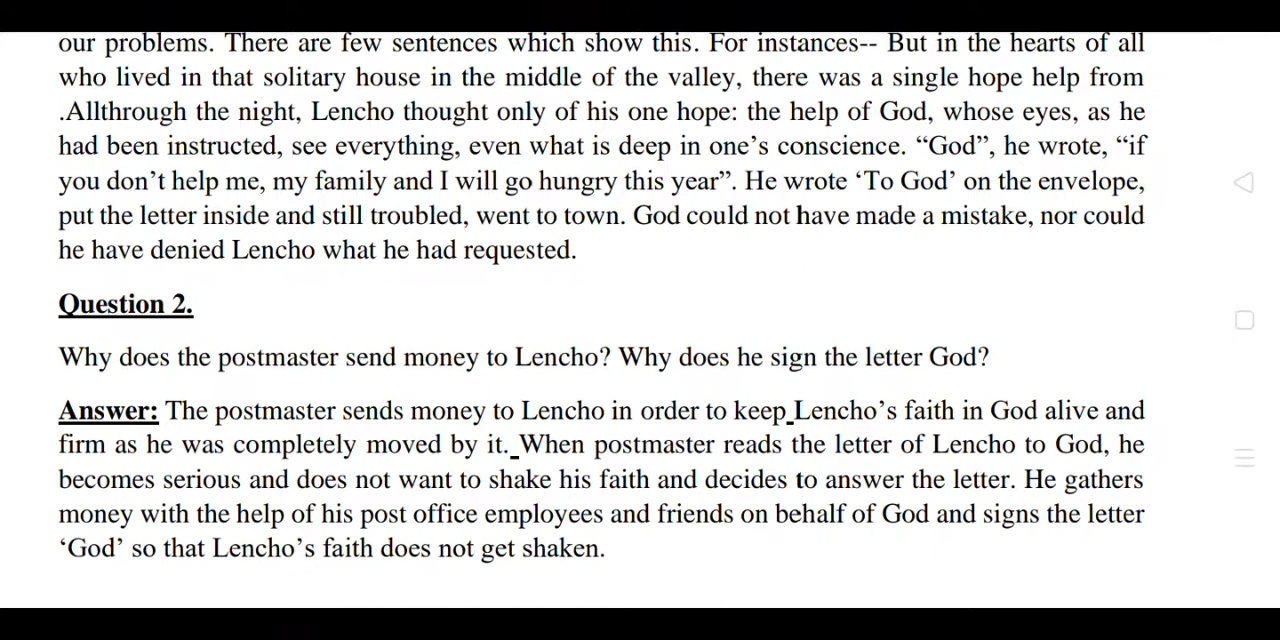 our problems. There are few sentences which show this. For instances-- But in the hearts of all
who lived in that solitary house in the middle of the valley, there was a single hope help from
.Allthrough the night, Lencho thought only of his one hope: the help of God, whose eyes, as he
had been instructed, see everything, even what is deep in one’s conscience. “God”, he wrote, “if
you don’t help me, my family and I will go hungry this year”. He wrote ‘To God’ on the envelope,
put the letter inside and still troubled, went to town. God could not have made a mistake, nor could
he have denied Lencho what he had requested.
Question 2.
Why does the postmaster send money to Lencho? Why does he sign the letter God?
Answer: The postmaster sends money to Lencho in order to keep Lencho’s faith in God alive and
firm as he was completely moved by it. When postmaster reads the letter of Lencho to God, he
becomes serious and does not want to shake his faith and decides to answer the letter. He gathers
money with the help of his post office employees and friends on behalf of God and signs the letter
‘God’ so that Lencho’s faith does not get shaken.